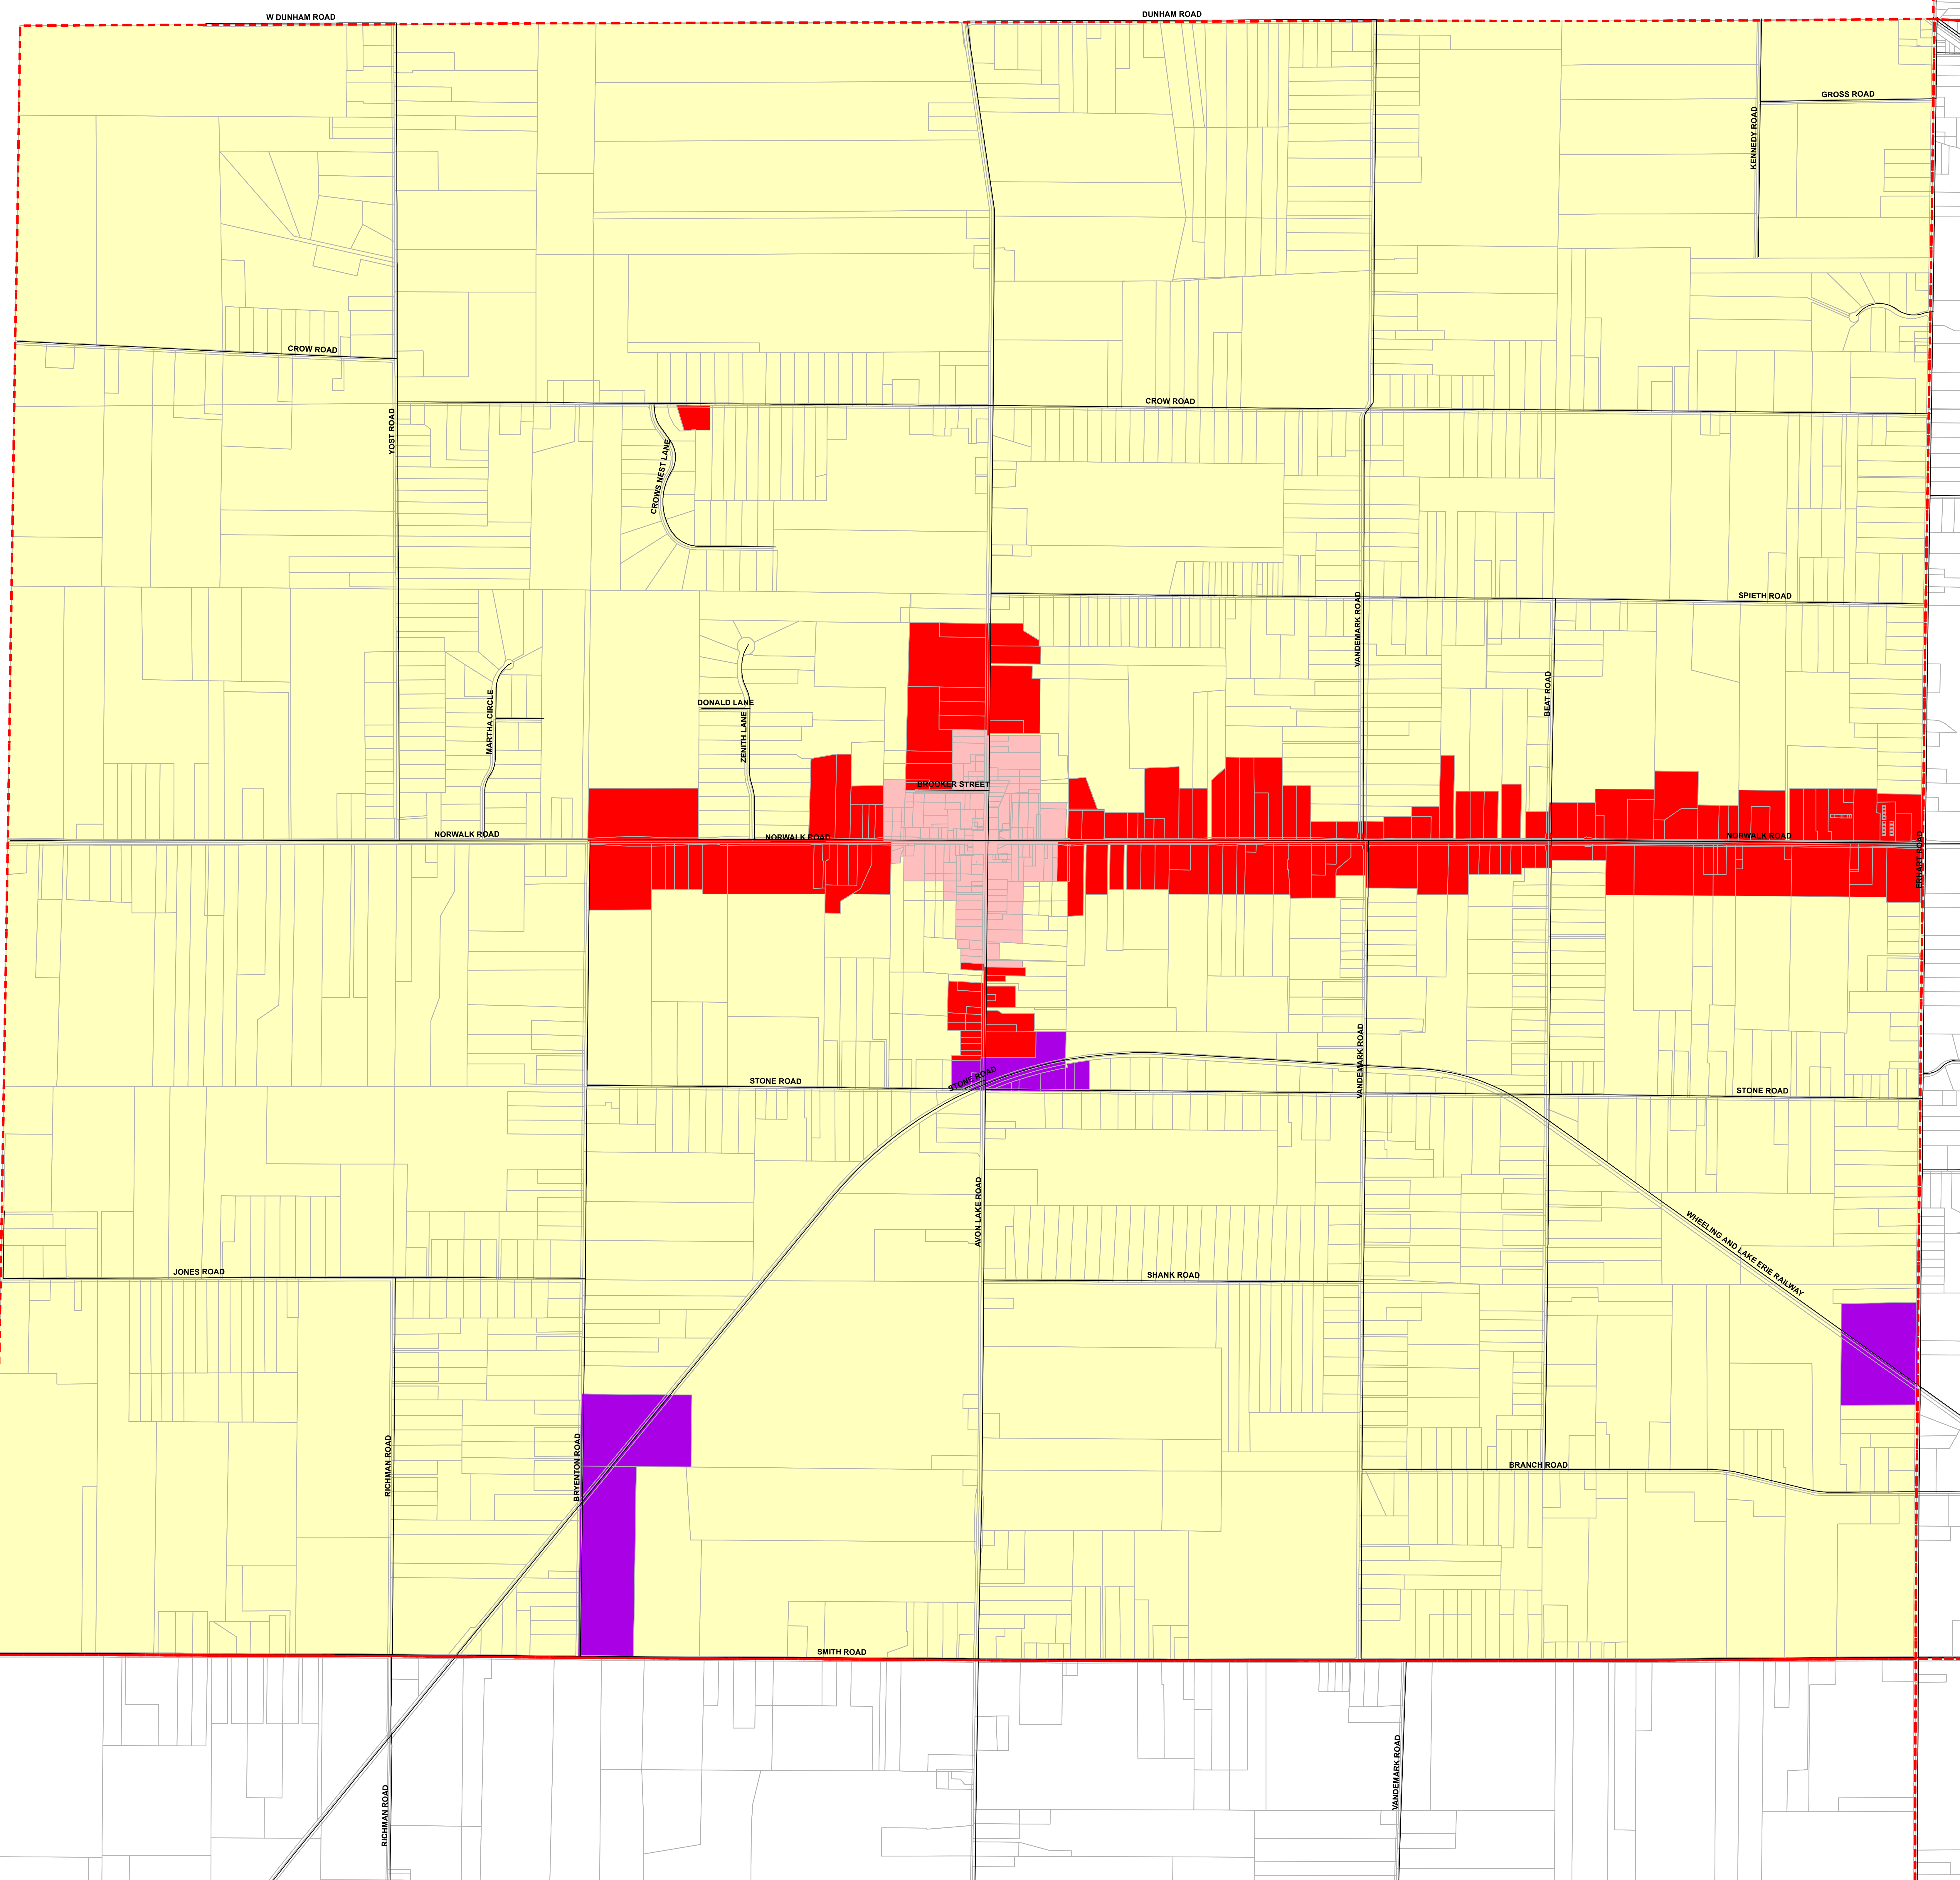 W DUNHAM ROAD
DUNHAM ROAD
GROSS ROAD
KENNEDY ROAD
CROW ROAD
CROW ROAD
YOST ROAD
CROWS NEST LANE
SPIETH ROAD
VANDEMARK ROAD
BEAT ROAD
MARTHA CIRCLE
DONALD LANE
ZENITH LANE
BROOKER STREET
NORWALK ROAD
NORWALK ROAD
NORWALK ROAD
ERHART ROAD
STONE ROAD
STONE ROAD
VANDEMARK ROAD
STONE ROAD
AVON LAKE ROAD
WHEELING AND LAKE ERIE RAILWAY
JONES ROAD
SHANK ROAD
RICHMAN ROAD
BRYENTON ROAD
BRANCH ROAD
SMITH ROAD
VANDEMARK ROAD
RICHMAN ROAD